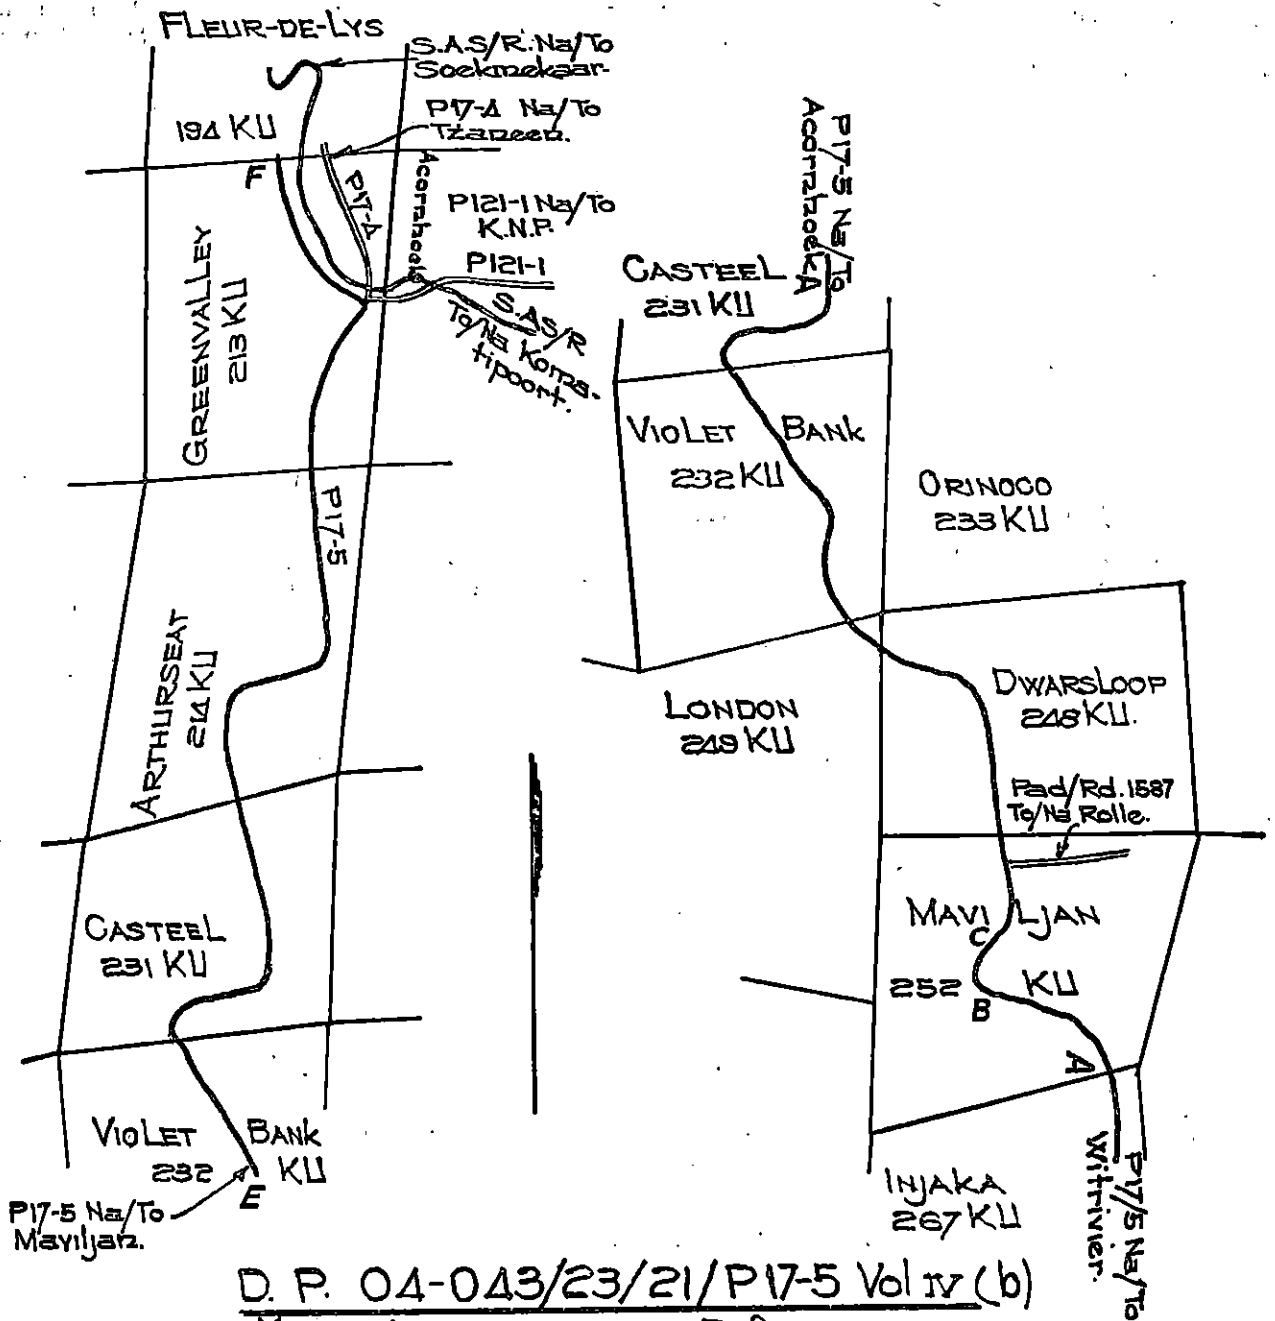 FLEUR-DE-LYS
S.A.S/R. Na/To
Soekmekaar.
194 KU
P17-4 Na/To
Tzaneen.
F
P17-4
Acornhoek
P121-1 Na/To
K.N.P.
P121-1
S.A.S/R
To/Na Koma-
tipoort.
GREENVALLEY
213 KU
P17-5
ARTHURSEAT
214 KU
CASTEEL
231 KU
VIOLET BANK
232 KU
E
P17-5 Na/To
Maviljan.
P17-5 Na/To
Acornhoek
A
CASTEEL
231 KU
VIOLET BANK
232 KU
ORINOCO
233 KU
LONDON
249 KU
DWARSLOOP
248 KU.
Pad/Rd. 1587
To/Na Rolle.
MAVILJAN
C
252 KU
B
A
INJAKA
267 KU
P17/5 Na/To
Witrivier.
D. P. 04-043/23/21/P17-5 Vol IV (b)